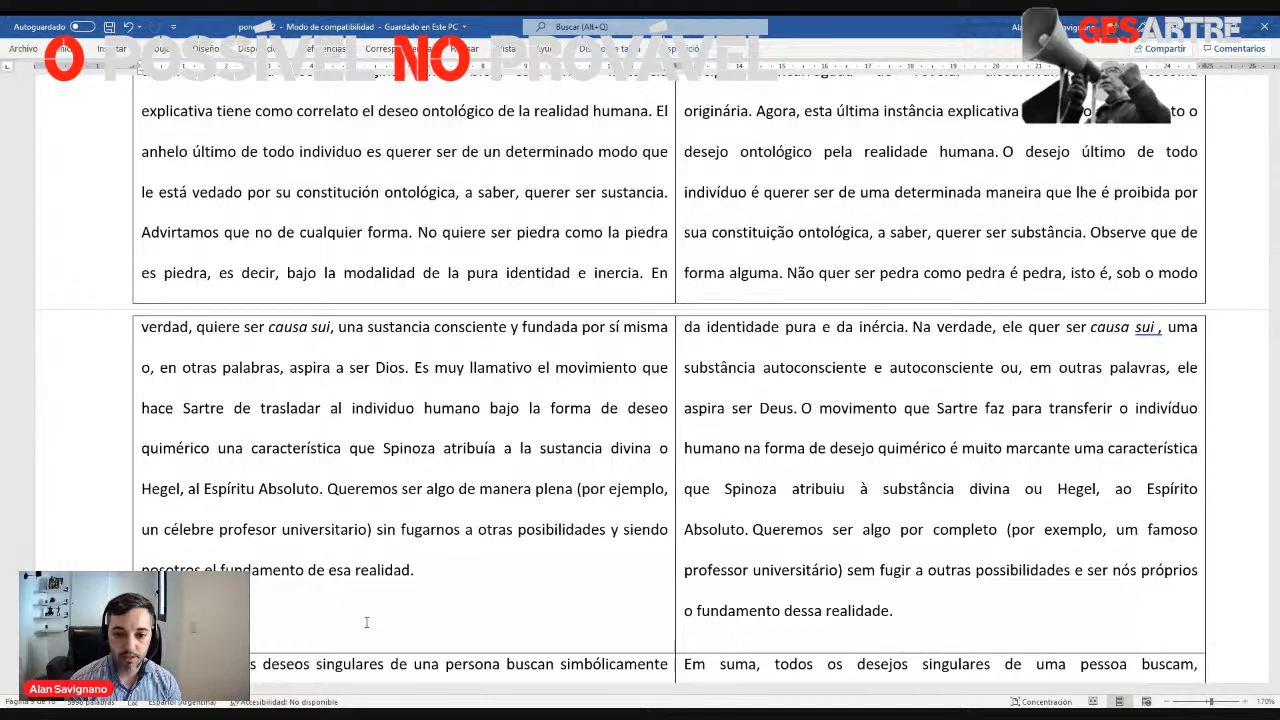 Autoguardado
Modo de compatibilidad • Guardado en Este PC
Buscar (Alt+Q)
GESARTRE
O POSSÍVEL NO PROVÁVEL
Archivo
Insertar
Diseño
Vista
Compartir
Comentarios
explicativa tiene como correlato el deseo ontológico de la realidad humana. El
anhelo último de todo individuo es querer ser de un determinado modo que
le está vedado por su constitución ontológica, a saber, querer ser sustancia.
Advirtamos que no de cualquier forma. No quiere ser piedra como la piedra
es piedra, es decir, bajo la modalidad de la pura identidad e inercia. En
verdad, quiere ser causa sui, una sustancia consciente y fundada por sí misma
o, en otras palabras, aspira a ser Dios. Es muy llamativo el movimiento que
hace Sartre de trasladar al individuo humano bajo la forma de deseo
quimérico una característica que Spinoza atribuía a la sustancia divina o
Hegel, al Espíritu Absoluto. Queremos ser algo de manera plena (por ejemplo,
un célebre profesor universitario) sin fugarnos a otras posibilidades y siendo
nosotros el fundamento de esa realidad.
s deseos singulares de una persona buscan simbólicamente
originária. Agora, esta última instância explicativa
to o
desejo ontológico pela realidade humana. O desejo último de todo
indivíduo é querer ser de uma determinada maneira que lhe é proibida por
sua constituição ontológica, a saber, querer ser substância. Observe que de
forma alguma. Não quer ser pedra como pedra é pedra, isto é, sob o modo
da identidade pura e da inércia. Na verdade, ele quer ser causa sui , uma
substância autoconsciente e autoconsciente ou, em outras palavras, ele
aspira ser Deus. O movimento que Sartre faz para transferir o indivíduo
humano na forma de desejo quimérico é muito marcante uma característica
que Spinoza atribuiu à substância divina ou Hegel, ao Espírito
Absoluto. Queremos ser algo por completo (por exemplo, um famoso
professor universitário) sem fugir a outras possibilidades e ser nós próprios
o fundamento dessa realidade.
Em suma, todos os desejos singulares de uma pessoa buscam,
Alan Savignano
Español (Argentina)
Accesibilidad: No disponible
Concentración
170%